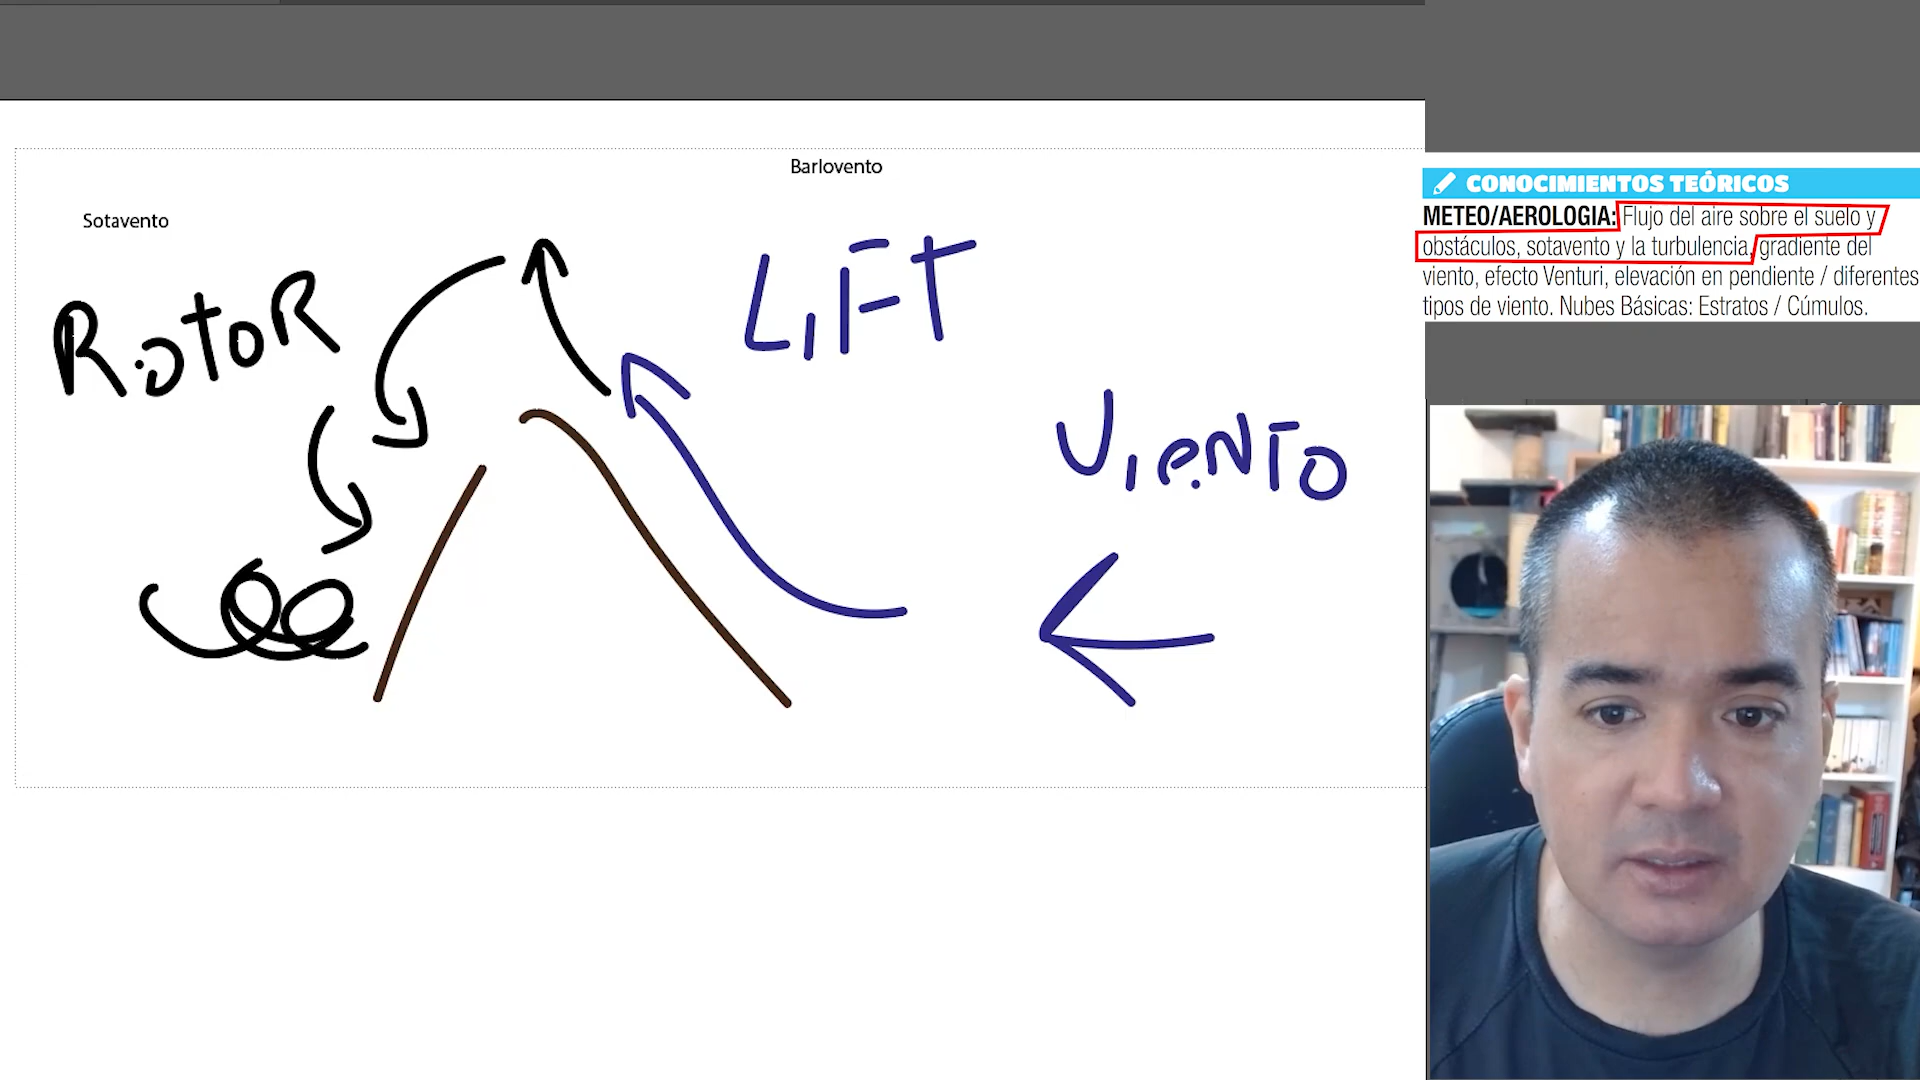 Barlovento
Sotavento
ROTOR
LIFT
VIENTO
CONOCIMIENTOS TEÓRICOS
METEO/AEROLOGIA: Flujo del aire sobre el suelo y
obstáculos, sotavento y la turbulencia, gradiente del
viento, efecto Venturi, elevación en pendiente / diferentes
tipos de viento. Nubes Básicas: Estratos / Cúmulos.